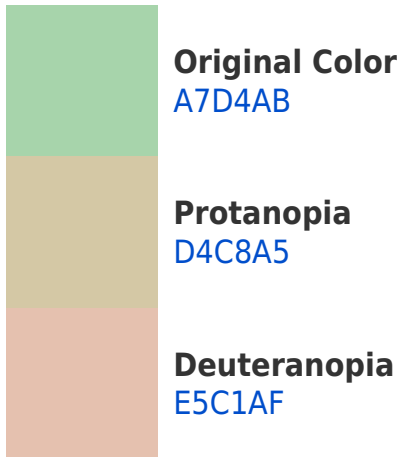 Original Color
A7D4AB
Protanopia
D4C8A5
Deuteranopia
E5C1AF